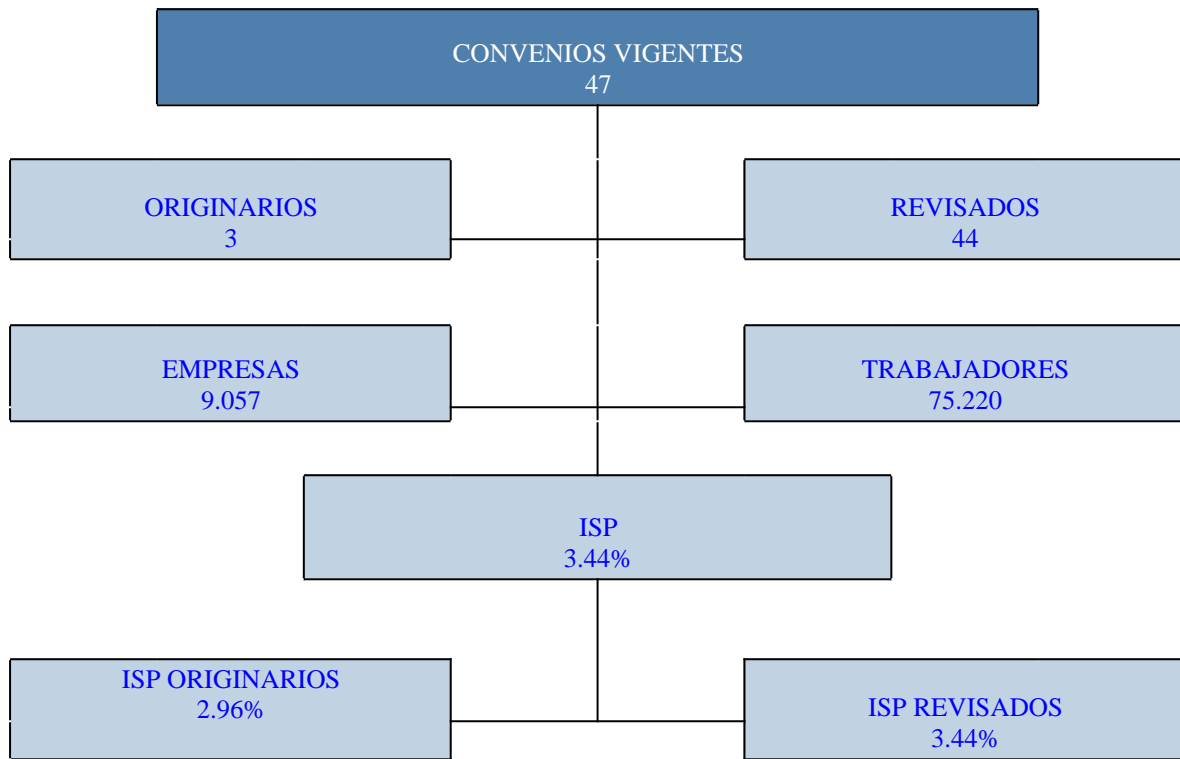 CONVENIOS VIGENTES
47
ORIGINARIOS
3
REVISADOS
44
EMPRESAS
9.057
TRABAJADORES
75.220
ISP
3.44%
ISP ORIGINARIOS
2.96%
ISP REVISADOS
3.44%